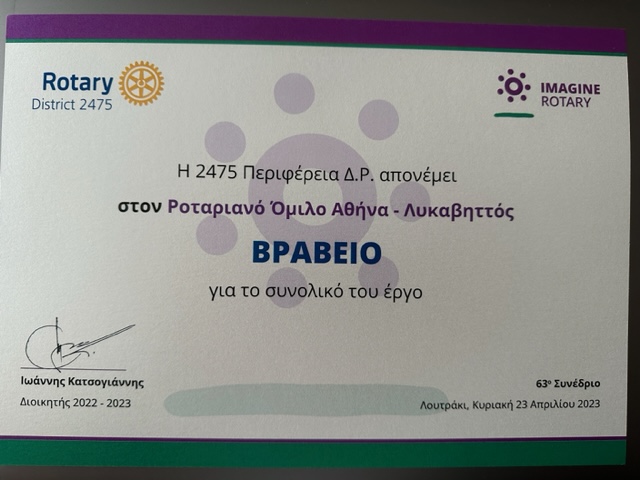 Rotary
District 2475
IMAGINE
ROTARY
Η 2475 Περιφέρεια Δ.Ρ. απονέμει
στον Ροταριανό Όμιλο Αθήνα - Λυκαβηττός
ΒΡΑΒΕΙΟ
για το συνολικό του έργο
Ιωάννης Κατσογιάννης
Διοικητής 2022 - 2023
63ο Συνέδριο
Λουτράκι, Κυριακή 23 Απριλίου 2023